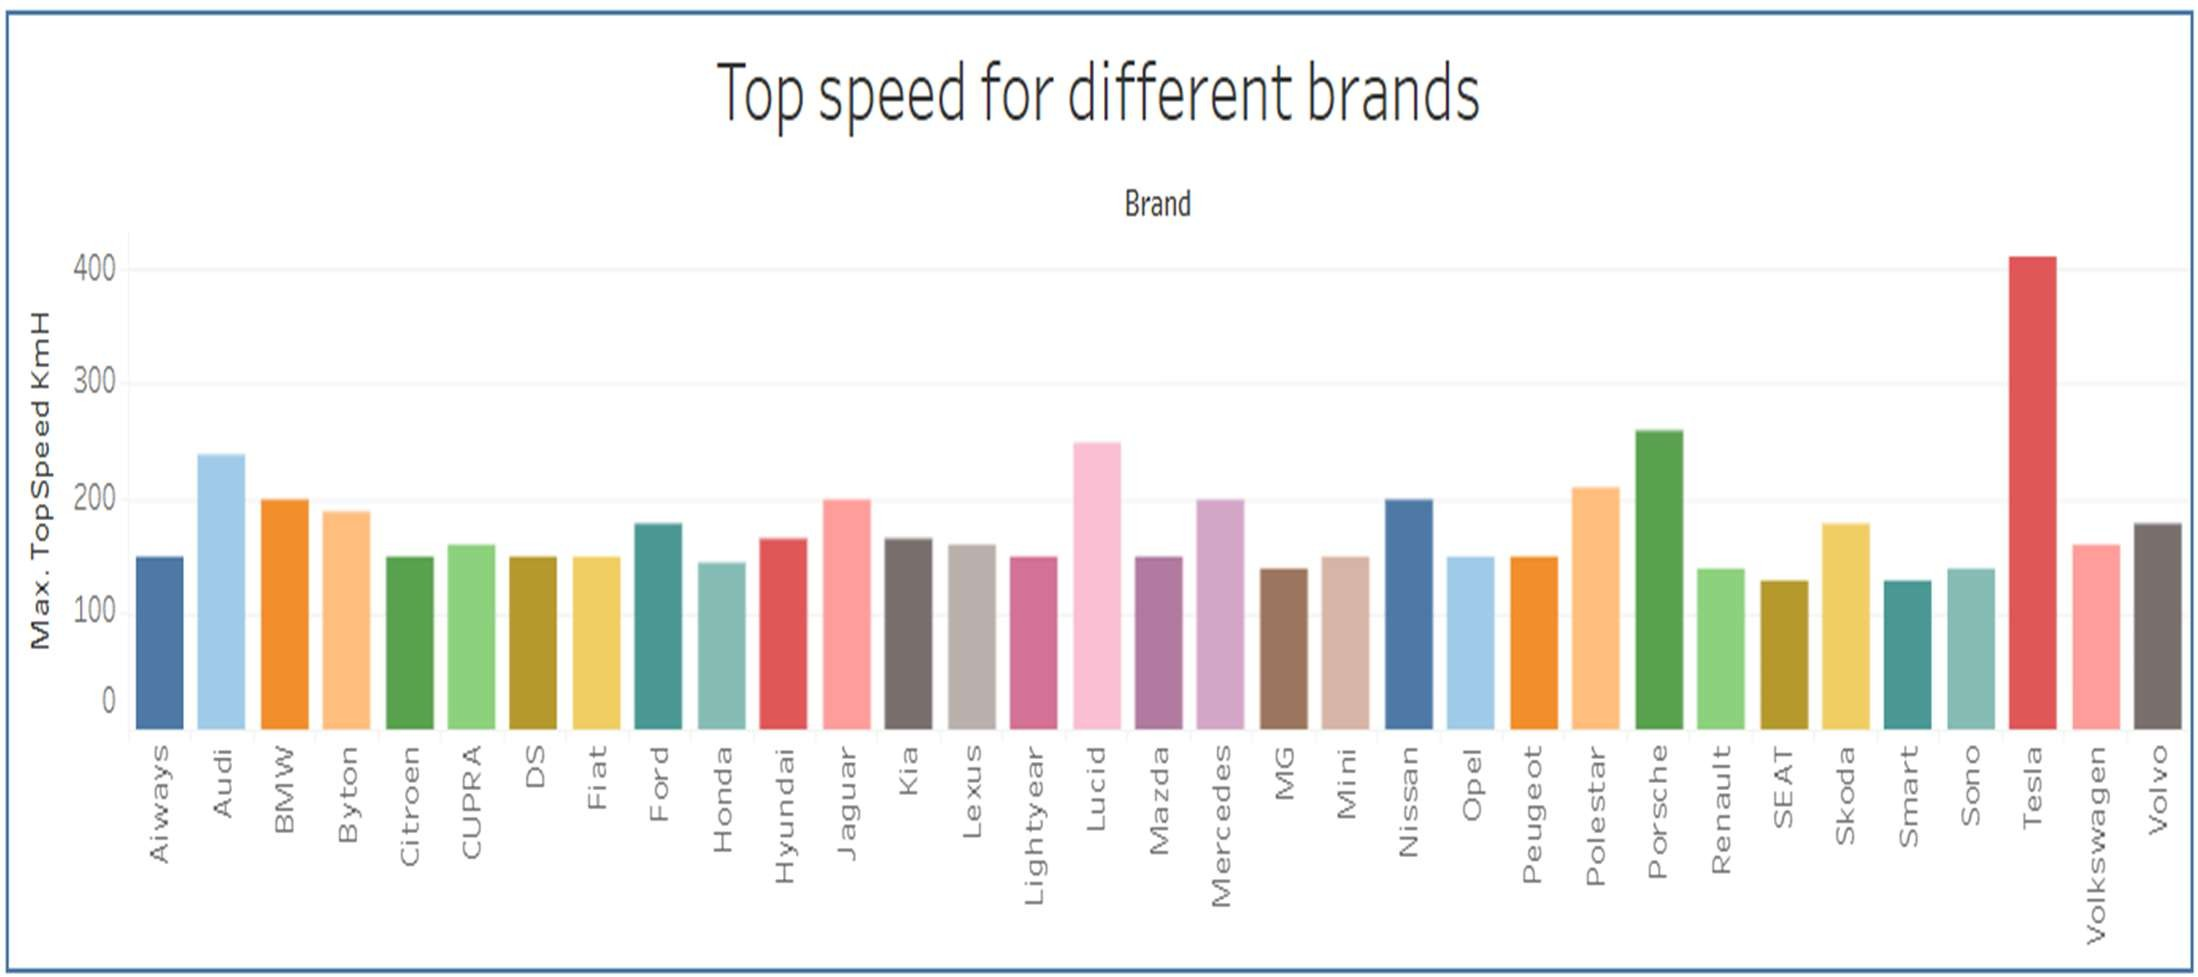 Top speed for different brands
Brand
Max. TopSpeed KmH
400
300
200
100
0
Aiways
Audi
BMW
Byton
Citroen
CUPRA
DS
Fiat
Ford
Honda
Hyundai
Jaguar
Kia
Lexus
Lightyear
Lucid
Mazda
Mercedes
MG
Mini
Nissan
Opel
Peugeot
Polestar
Porsche
Renault
SEAT
Skoda
Smart
Sono
Tesla
Volkswagen
Volvo